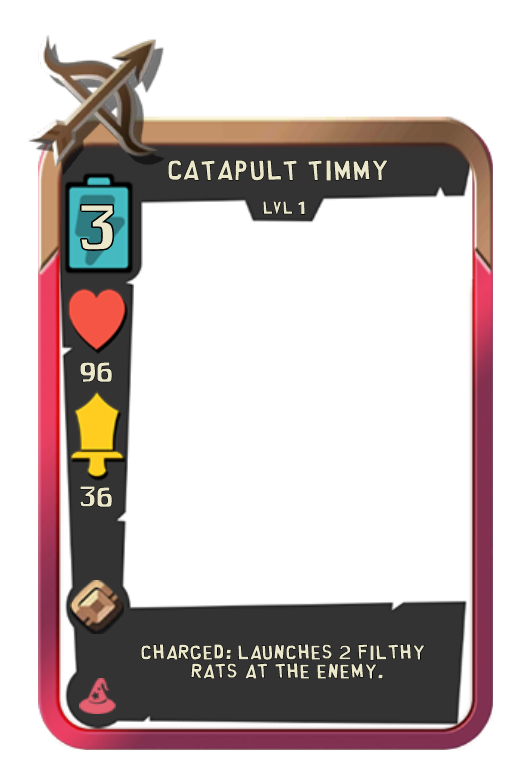 CATAPULT TIMMY
LVL 1
3
96
36
CHARGED: LAUNCHES 2 FILTHY
RATS AT THE ENEMY.